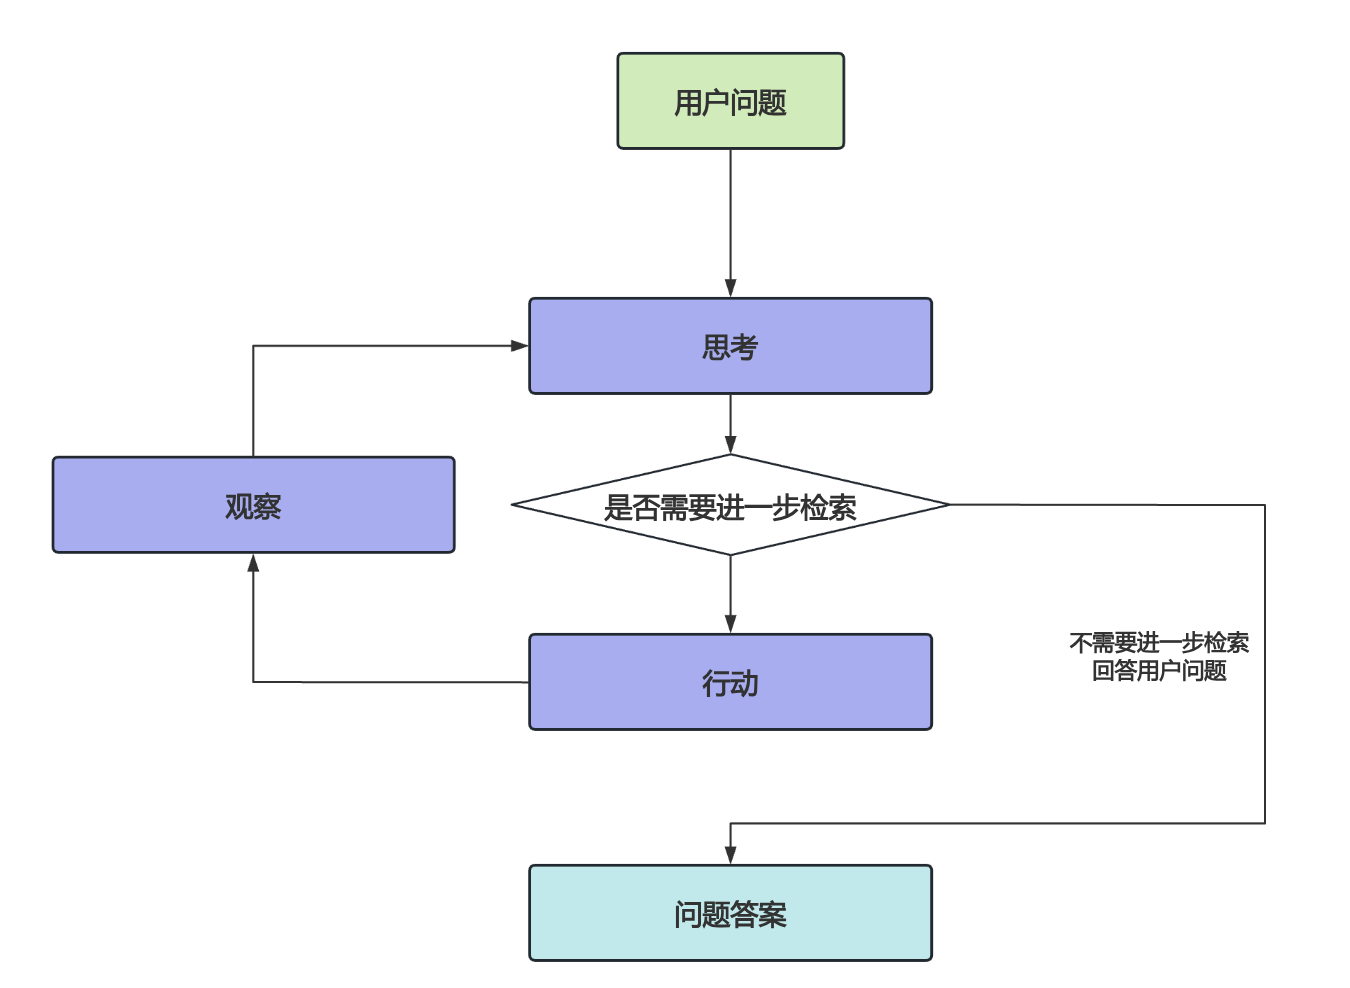 用户问题
思考
观察
是否需要进一步检索
行动
不需要进一步检索
回答用户问题
问题答案